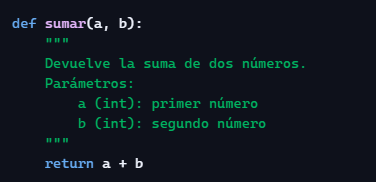 def sumar(a, b):
    """
    Devuelve la suma de dos números.
    Parámetros:
        a (int): primer número
        b (int): segundo número
    """
    return a + b